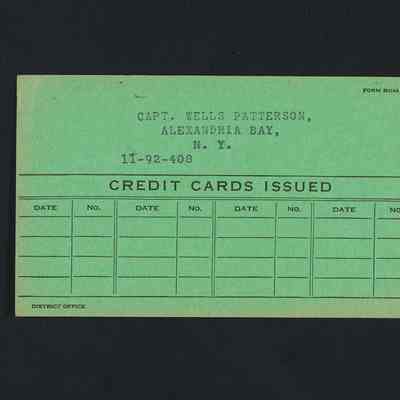 FORM
CAPT. WELLS PATTERSON,
ALEXANDRIA BAY,
N. Y.
11-92-408
CREDIT CARDS ISSUED
DATE No. DATE No. DATE No. DATE No
DISTRICT OFFICE